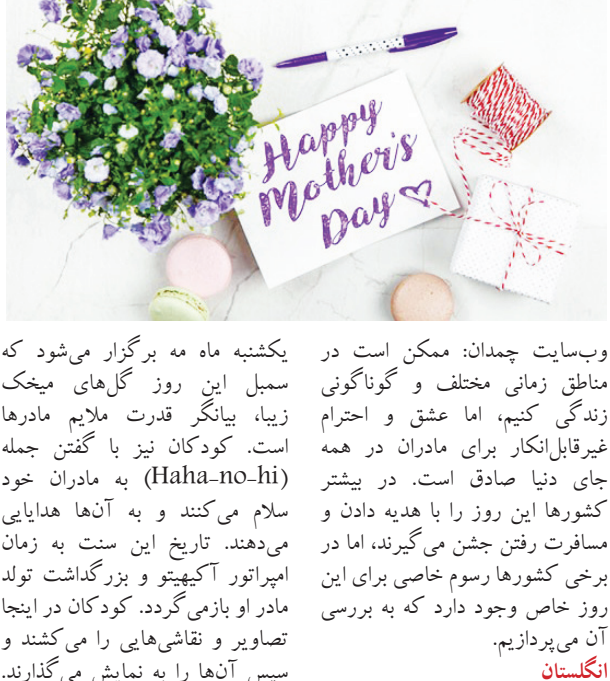 Happy
Mother's
Day
وب‌سایت چمدان: ممکن است در
مناطق زمانی مختلف و گوناگونی
زندگی کنیم، اما عشق و احترام
غیرقابل‌انکار برای مادران در همه
جای دنیا صادق است. در بیشتر
کشورها این روز را با هدیه دادن و
مسافرت رفتن جشن می‌گیرند، اما در
برخی کشورها رسوم خاصی برای این
روز خاص وجود دارد که به بررسی
آن می‌پردازیم.
انگلستان
یکشنبه ماه مه برگزار می‌شود که
سمبل این روز گل‌های میخک
زیبا، بیانگر قدرت ملایم مادرها
است. کودکان نیز با گفتن جمله
(Haha-no-hi) به مادران خود
سلام می‌کنند و به آن‌ها هدایایی
می‌دهند. تاریخ این سنت به زمان
امپراتور آکیهیتو و بزرگداشت تولد
مادر او بازمی‌گردد. کودکان در اینجا
تصاویر و نقاشی‌هایی را می‌کشند و
سپس آن‌ها را به نمایش می‌گذارند.